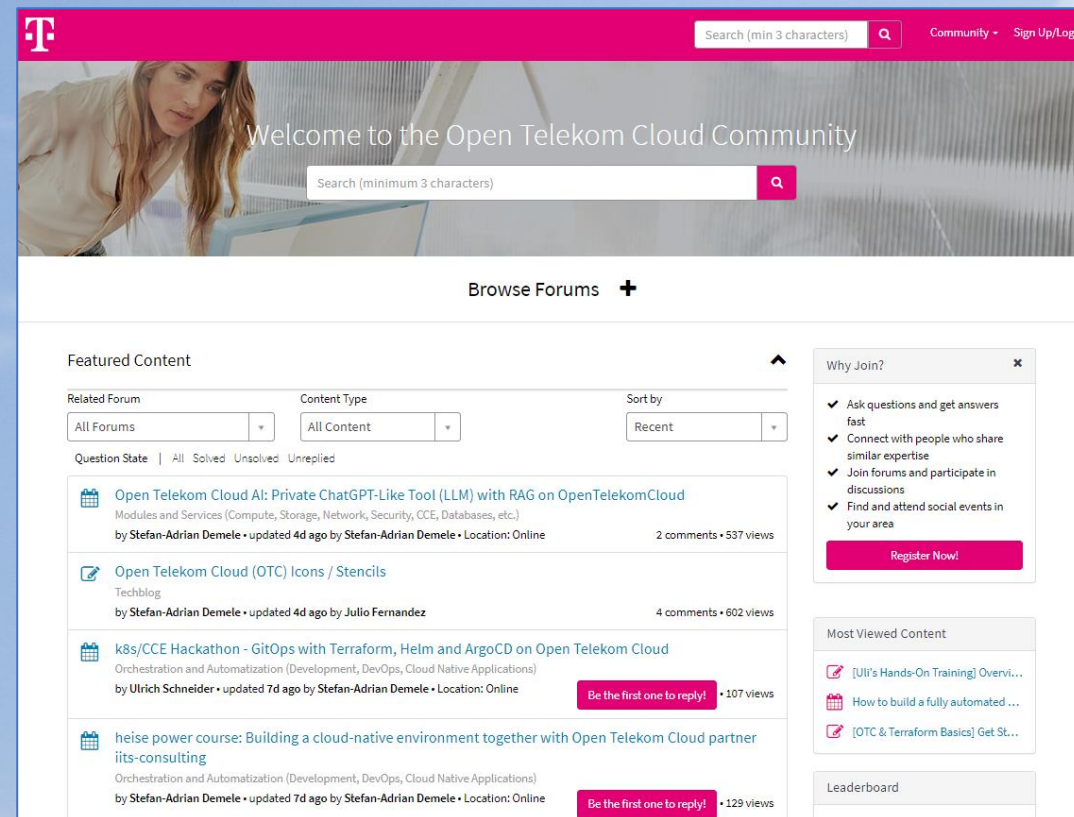 T
Search (min 3 characters)
Community
Sign Up/Log
Welcome to the Open Telekom Cloud Community
Search (minimum 3 characters)
Browse Forums
Featured Content
Related Forum
Content Type
Sort by
All Forums
All Content
Recent
Question State | All Solved Unsolved Unreplied
Open Telekom Cloud AI: Private ChatGPT-Like Tool (LLM) with RAG on OpenTelekomCloud
Modules and Services (Compute, Storage, Network, Security, CCE, Databases, etc.)
by Stefan-Adrian Demele • updated 4d ago by Stefan-Adrian Demele • Location: Online
2 comments • 537 views
Open Telekom Cloud (OTC) Icons / Stencils
Techblog
by Stefan-Adrian Demele • updated 4d ago by Julio Fernandez
4 comments • 602 views
k8s/CCE Hackathon - GitOps with Terraform, Helm and ArgoCD on Open Telekom Cloud
Orchestration and Automatization (Development, DevOps, Cloud Native Applications)
by Ulrich Schneider • updated 7d ago by Stefan-Adrian Demele • Location: Online
Be the first one to reply! • 107 views
heise power course: Building a cloud-native environment together with Open Telekom Cloud partner
iits-consulting
Orchestration and Automatization (Development, DevOps, Cloud Native Applications)
by Stefan-Adrian Demele • updated 7d ago by Stefan-Adrian Demele • Location: Online
Be the first one to reply! • 129 views
Why Join?
Ask questions and get answers
fast
Connect with people who share
similar expertise
Join forums and participate in
discussions
Find and attend social events in
your area
Register Now!
Most Viewed Content
[Uli's Hands-On Training] Overvi...
How to build a fully automated ...
[OTC & Terraform Basics] Get St...
Leaderboard